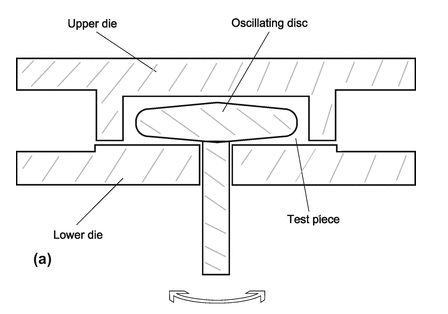 Upper die
Oscillating disc
Test piece
Lower die
(a)